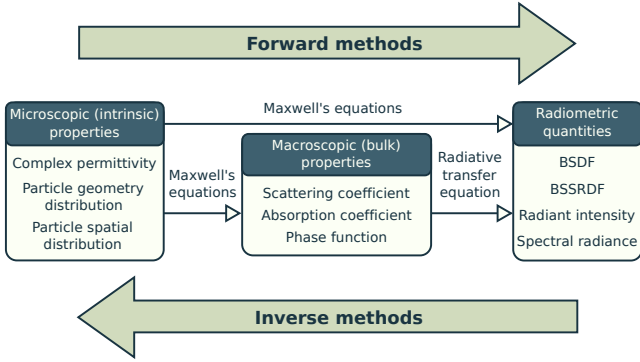 Forward methods
Microscopic (intrinsic)
properties
Complex permittivity
Particle geometry
distribution
Particle spatial
distribution
Maxwell's equations
Maxwell's
equations
Macroscopic (bulk)
properties
Scattering coefficient
Absorption coefficient
Phase function
Radiative
transfer
equation
Radiometric
quantities
BSDF
BSSRDF
Radiant intensity
Spectral radiance
Inverse methods